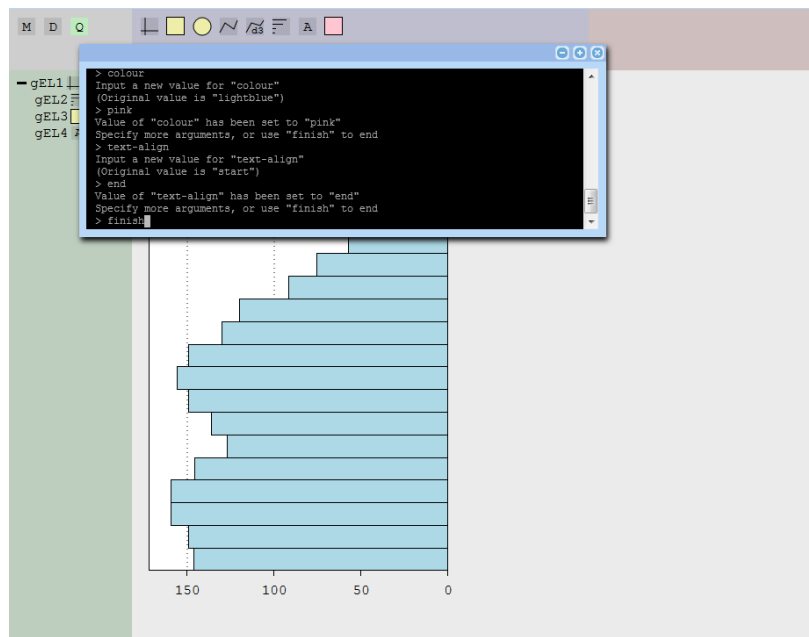 M D Q
d3 A
> colour
Input a new value for "colour"
(Original value is "lightblue")
> pink
Value of "colour" has been set to "pink"
Specify more arguments, or use "finish" to end
> text-align
Input a new value for "text-align"
(Original value is "start")
> end
Value of "text-align" has been set to "end"
Specify more arguments, or use "finish" to end
> finish
gEL1
gEL2
gEL3
gEL4 A
150 100 50 0